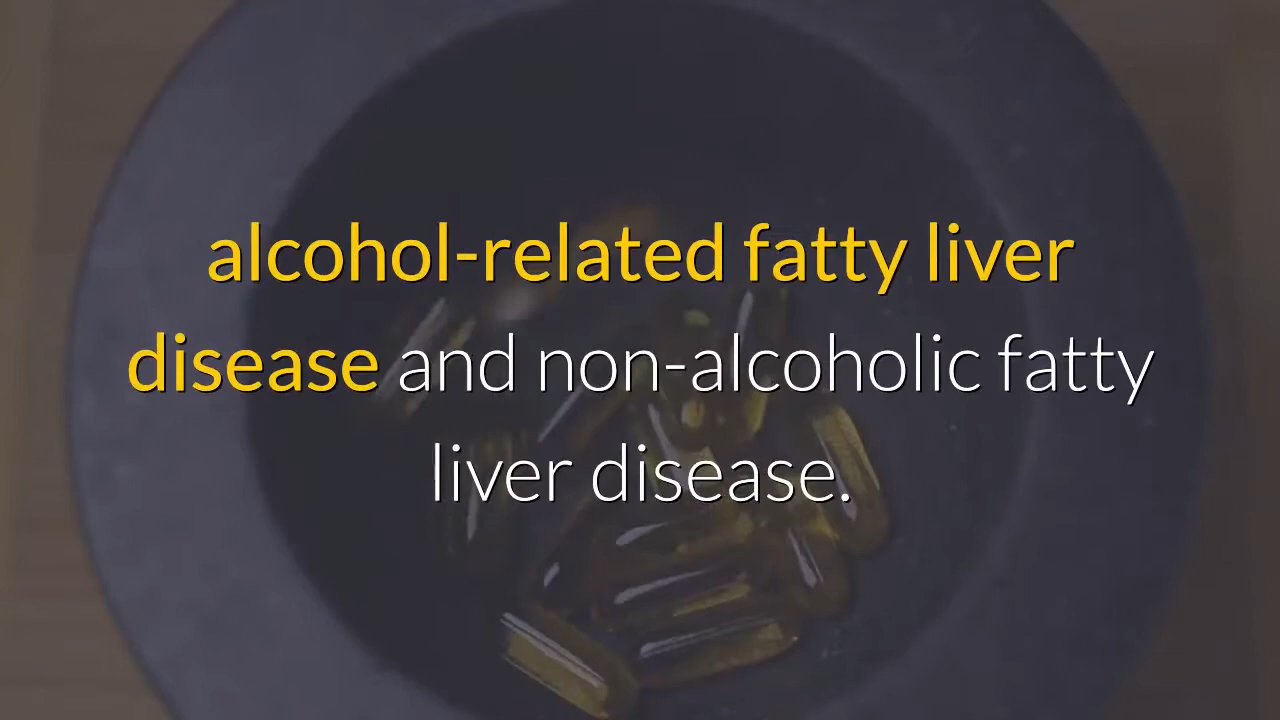 alcohol-related fatty liver
disease and non-alcoholic fatty
liver disease.